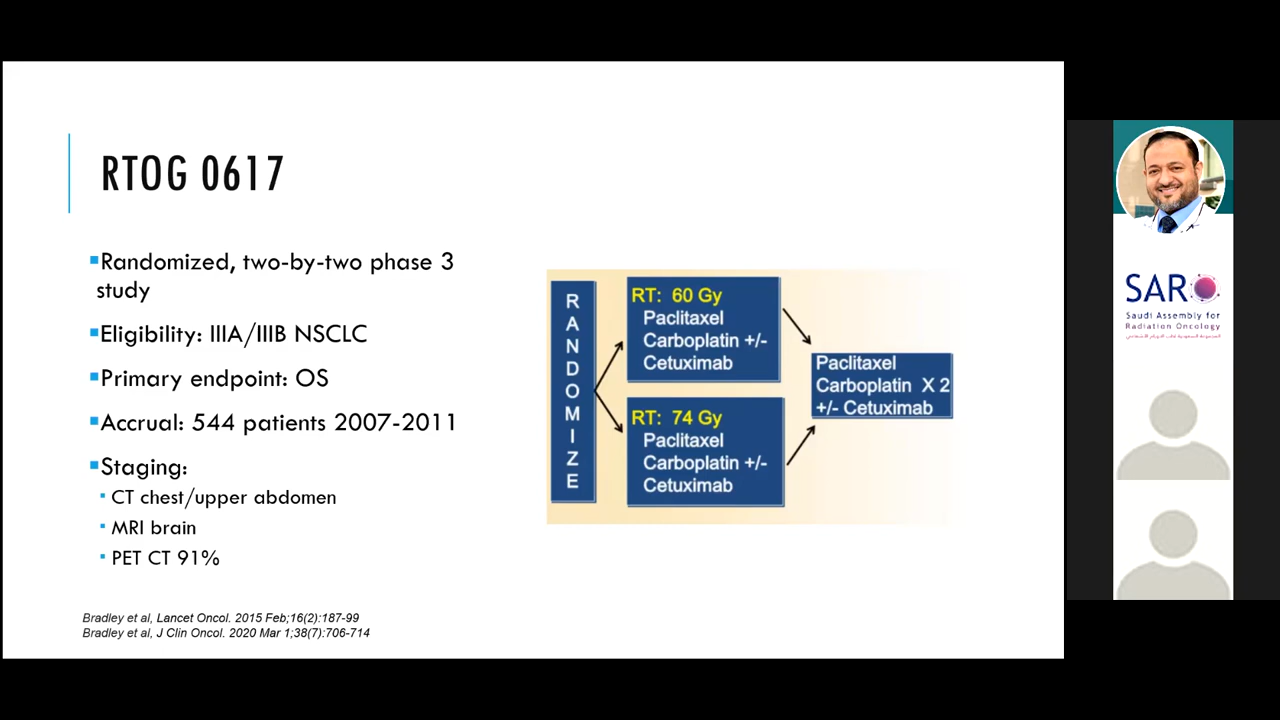 RTOG 0617
▪Randomized, two-by-two phase 3
study
▪Eligibility: IIIA/IIIB NSCLC
▪Primary endpoint: OS
▪Accrual: 544 patients 2007-2011
▪Staging:
▪ CT chest/upper abdomen
▪ MRI brain
▪ PET CT 91%
Bradley et al, Lancet Oncol. 2015 Feb;16(2):187-99
Bradley et al, J Clin Oncol. 2020 Mar 1;38(7):706-714
R
A
N
D
O
M
I
Z
E
RT: 60 Gy
Paclitaxel
Carboplatin +/-
Cetuximab
RT: 74 Gy
Paclitaxel
Carboplatin +/-
Cetuximab
Paclitaxel
Carboplatin X 2
+/- Cetuximab
SARO
Saudi Assembly for
Radiation Oncology